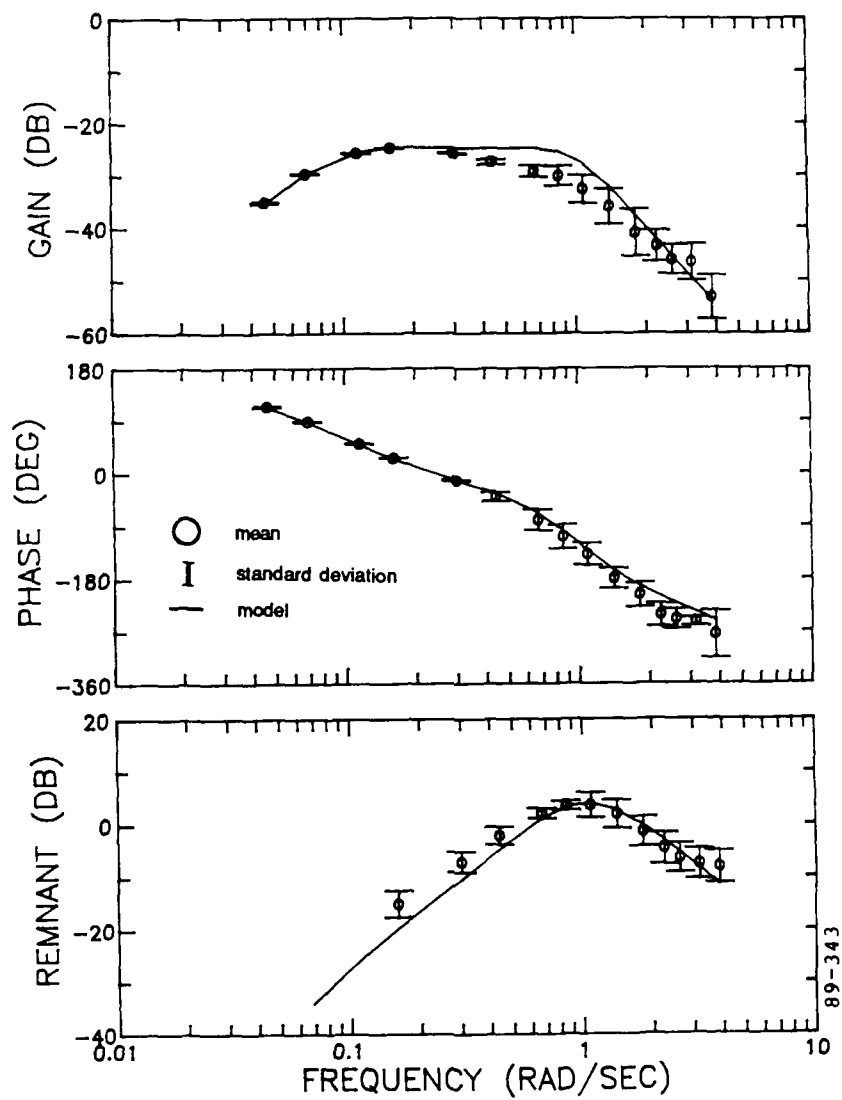 0
-20
-40
-60
GAIN (DB)
180
0
-180
-360
PHASE (DEG)
mean
standard deviation
model
20
0
-20
-40
REMNANT (DB)
0.01
0.1
1
10
FREQUENCY (RAD/SEC)
89-343